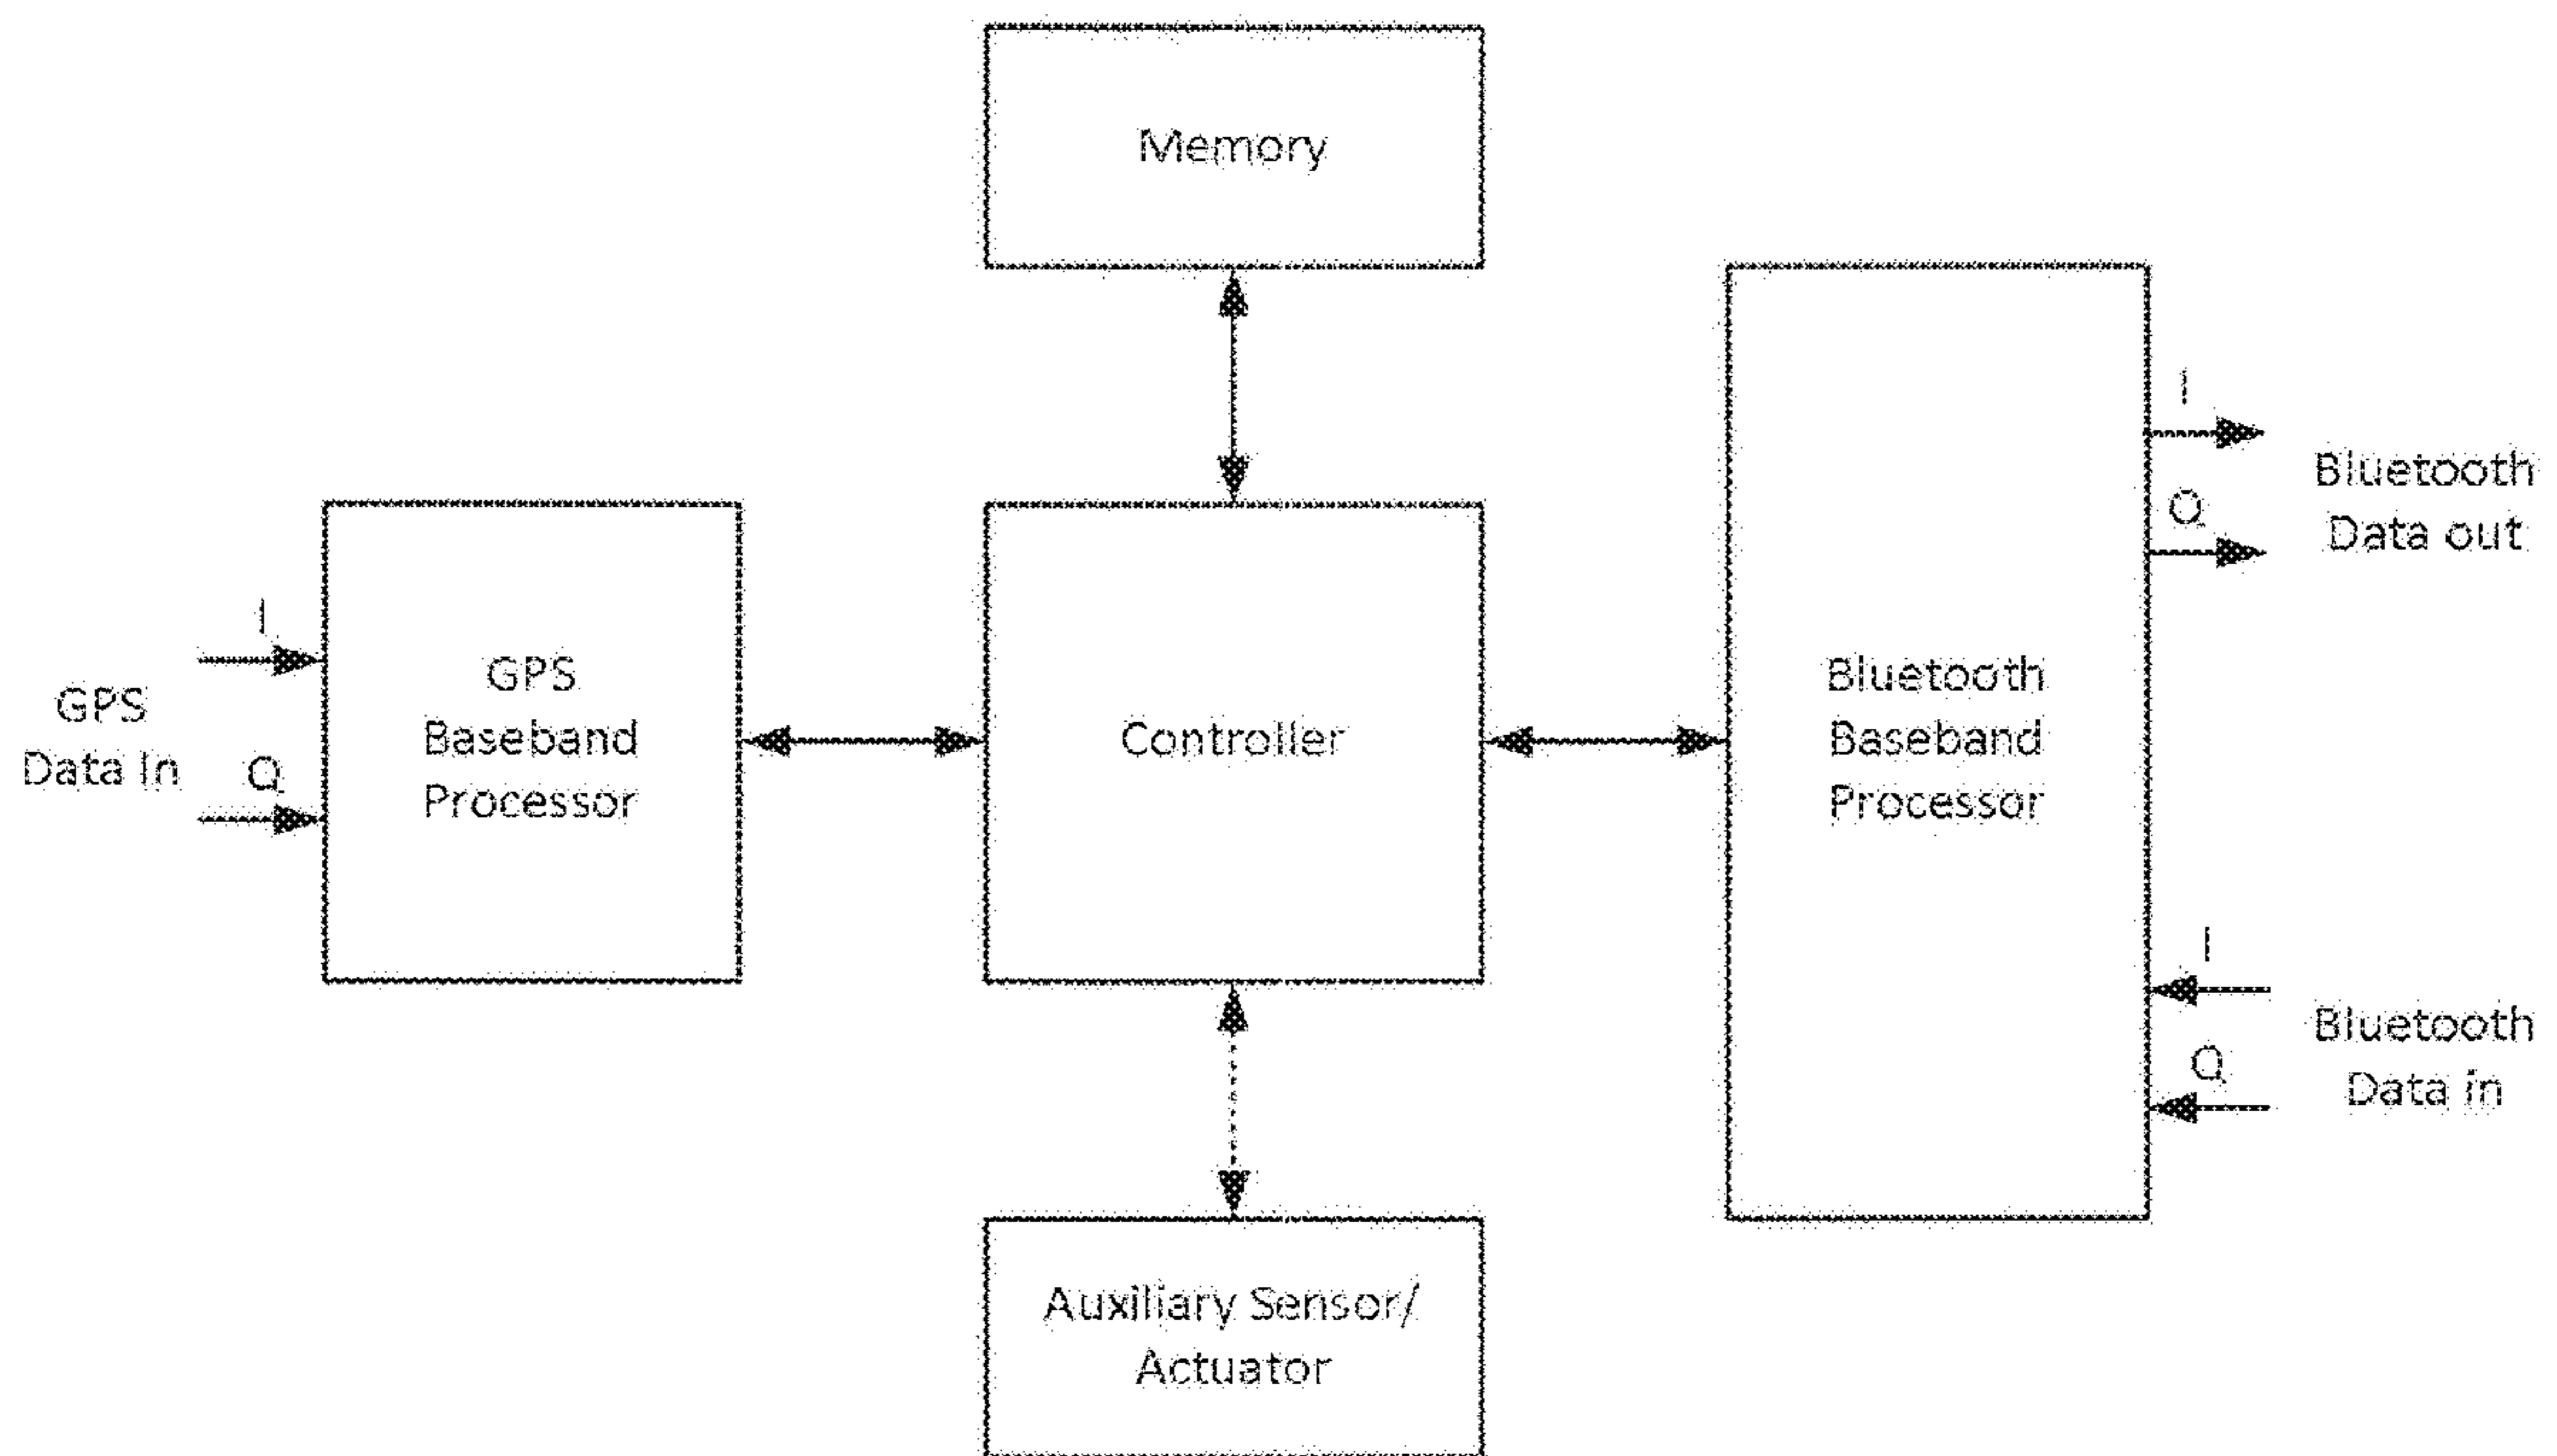 Memory
I
Bluetooth
Data out
Q
I
GPS
Data In
Q
GPS
Baseband
Processor
Controller
Bluetooth
Baseband
Processor
I
Bluetooth
Data in
Q
Auxiliary Sensor/
Actuator